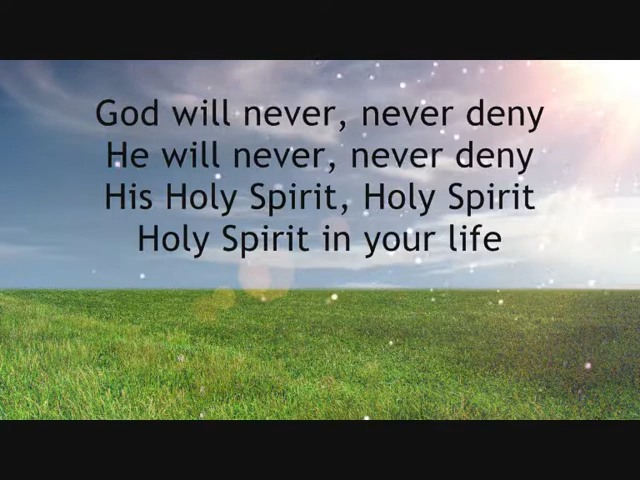 God will never, never deny
He will never, never deny
His Holy Spirit, Holy Spirit
Holy Spirit in your life